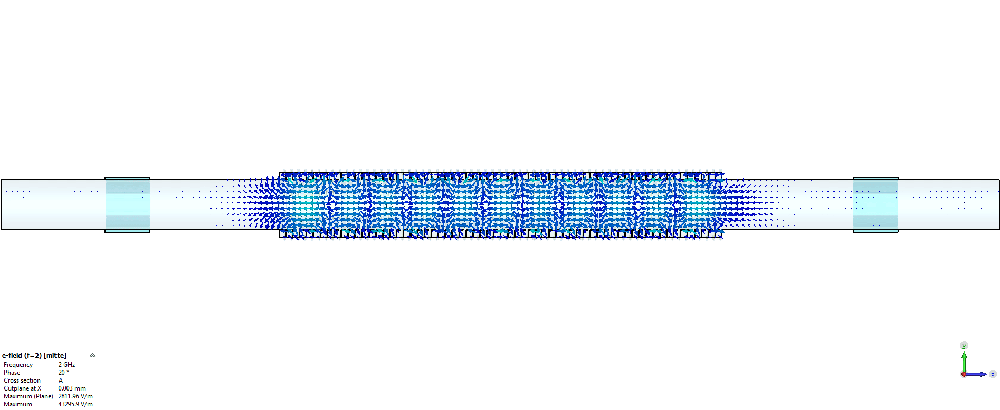 y
z
e-field (f=2) [mitte]
Frequency 2 GHz
Phase 20 °
Cross section A
Cutplane at X 0.003 mm
Maximum (Plane) 2811.96 V/m
Maximum 43295.9 V/m